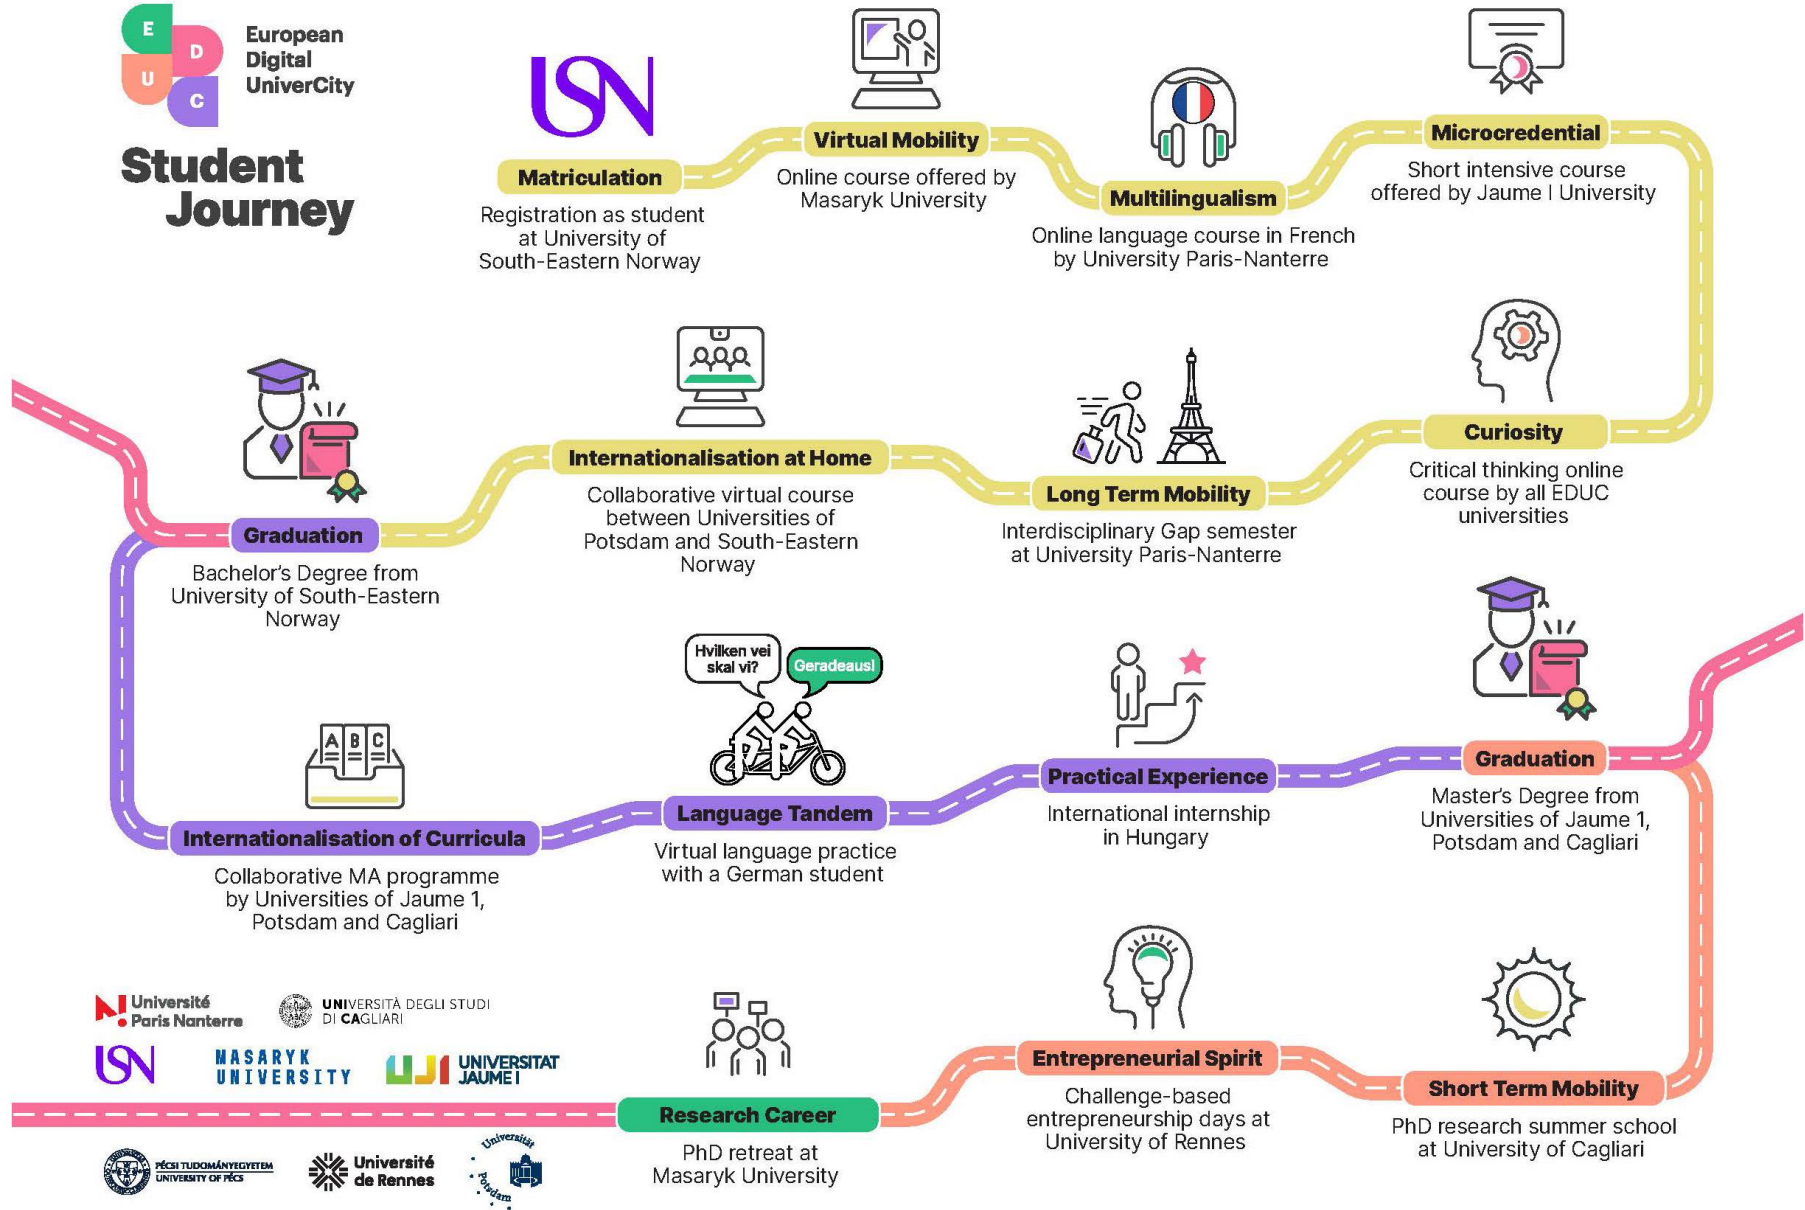 E
D
U
C
European
Digital
UniverCity
Student
Journey
USN
Matriculation
Registration as student
at University of
South-Eastern Norway
Virtual Mobility
Online course offered by
Masaryk University
Multilingualism
Online language course in French
by University Paris-Nanterre
Microcredential
Short intensive course
offered by Jaume I University
Curiosity
Critical thinking online
course by all EDUC
universities
Long Term Mobility
Interdisciplinary Gap semester
at University Paris-Nanterre
Internationalisation at Home
Collaborative virtual course
between Universities of
Potsdam and South-Eastern
Norway
Graduation
Bachelor's Degree from
University of South-Eastern
Norway
A B C
Internationalisation of Curricula
Collaborative MA programme
by Universities of Jaume 1,
Potsdam and Cagliari
Hvilken vei
skal vi?
Geradeaus!
Language Tandem
Virtual language practice
with a German student
Practical Experience
International internship
in Hungary
Graduation
Master's Degree from
Universities of Jaume 1,
Potsdam and Cagliari
Short Term Mobility
PhD research summer school
at University of Cagliari
Entrepreneurial Spirit
Challenge-based
entrepreneurship days at
University of Rennes
Research Career
PhD retreat at
Masaryk University
Université
Paris Nanterre
UNIVERSITÀ DEGLI STUDI
DI CAGLIARI
USN
MASARYK
UNIVERSITY
UJI
UNIVERSITAT
JAUME I
PÉCSI TUDOMÁNYEGYETEM
UNIVERSITY OF PÉCS
Université
de Rennes
Universität
Potsdam